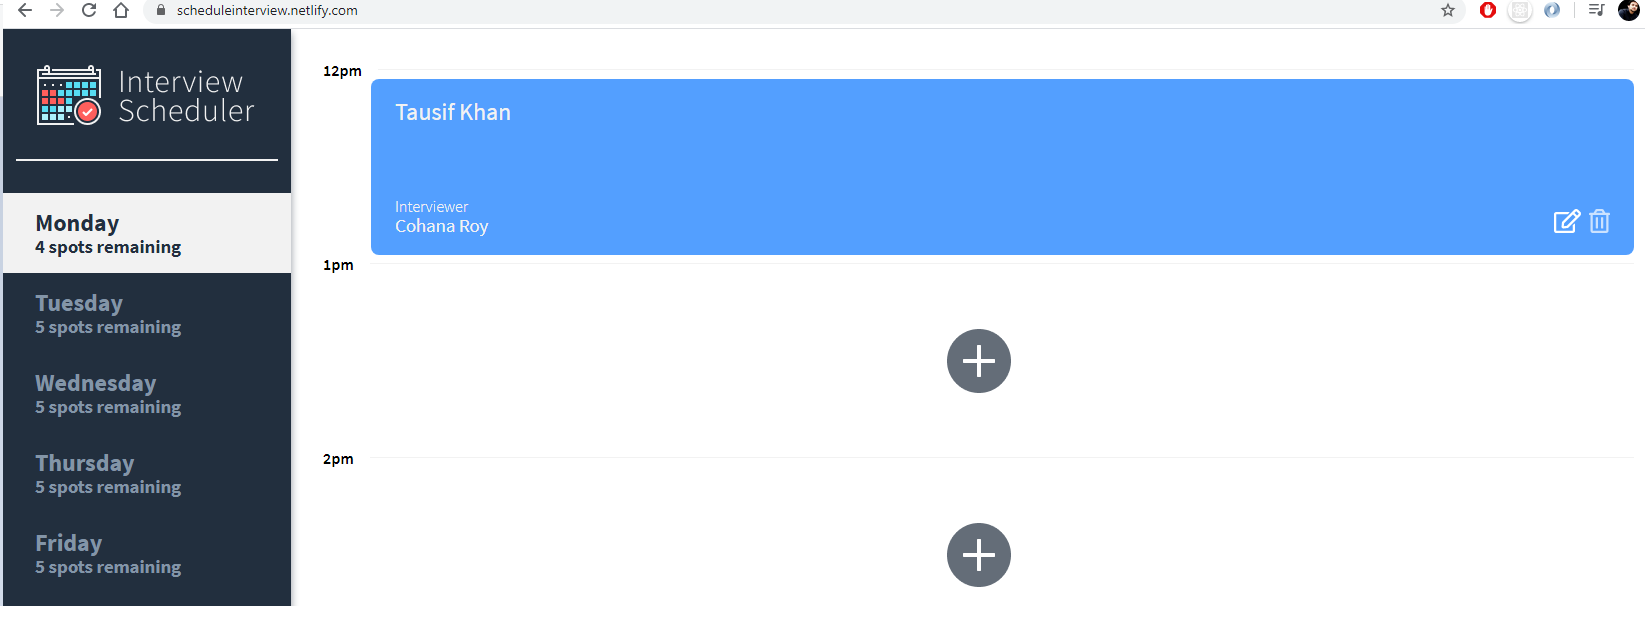 scheduleinterview.netlify.com
Interview
Scheduler
Monday
4 spots remaining
Tuesday
5 spots remaining
Wednesday
5 spots remaining
Thursday
5 spots remaining
Friday
5 spots remaining
12pm
Tausif Khan
Interviewer
Cohana Roy
1pm
2pm